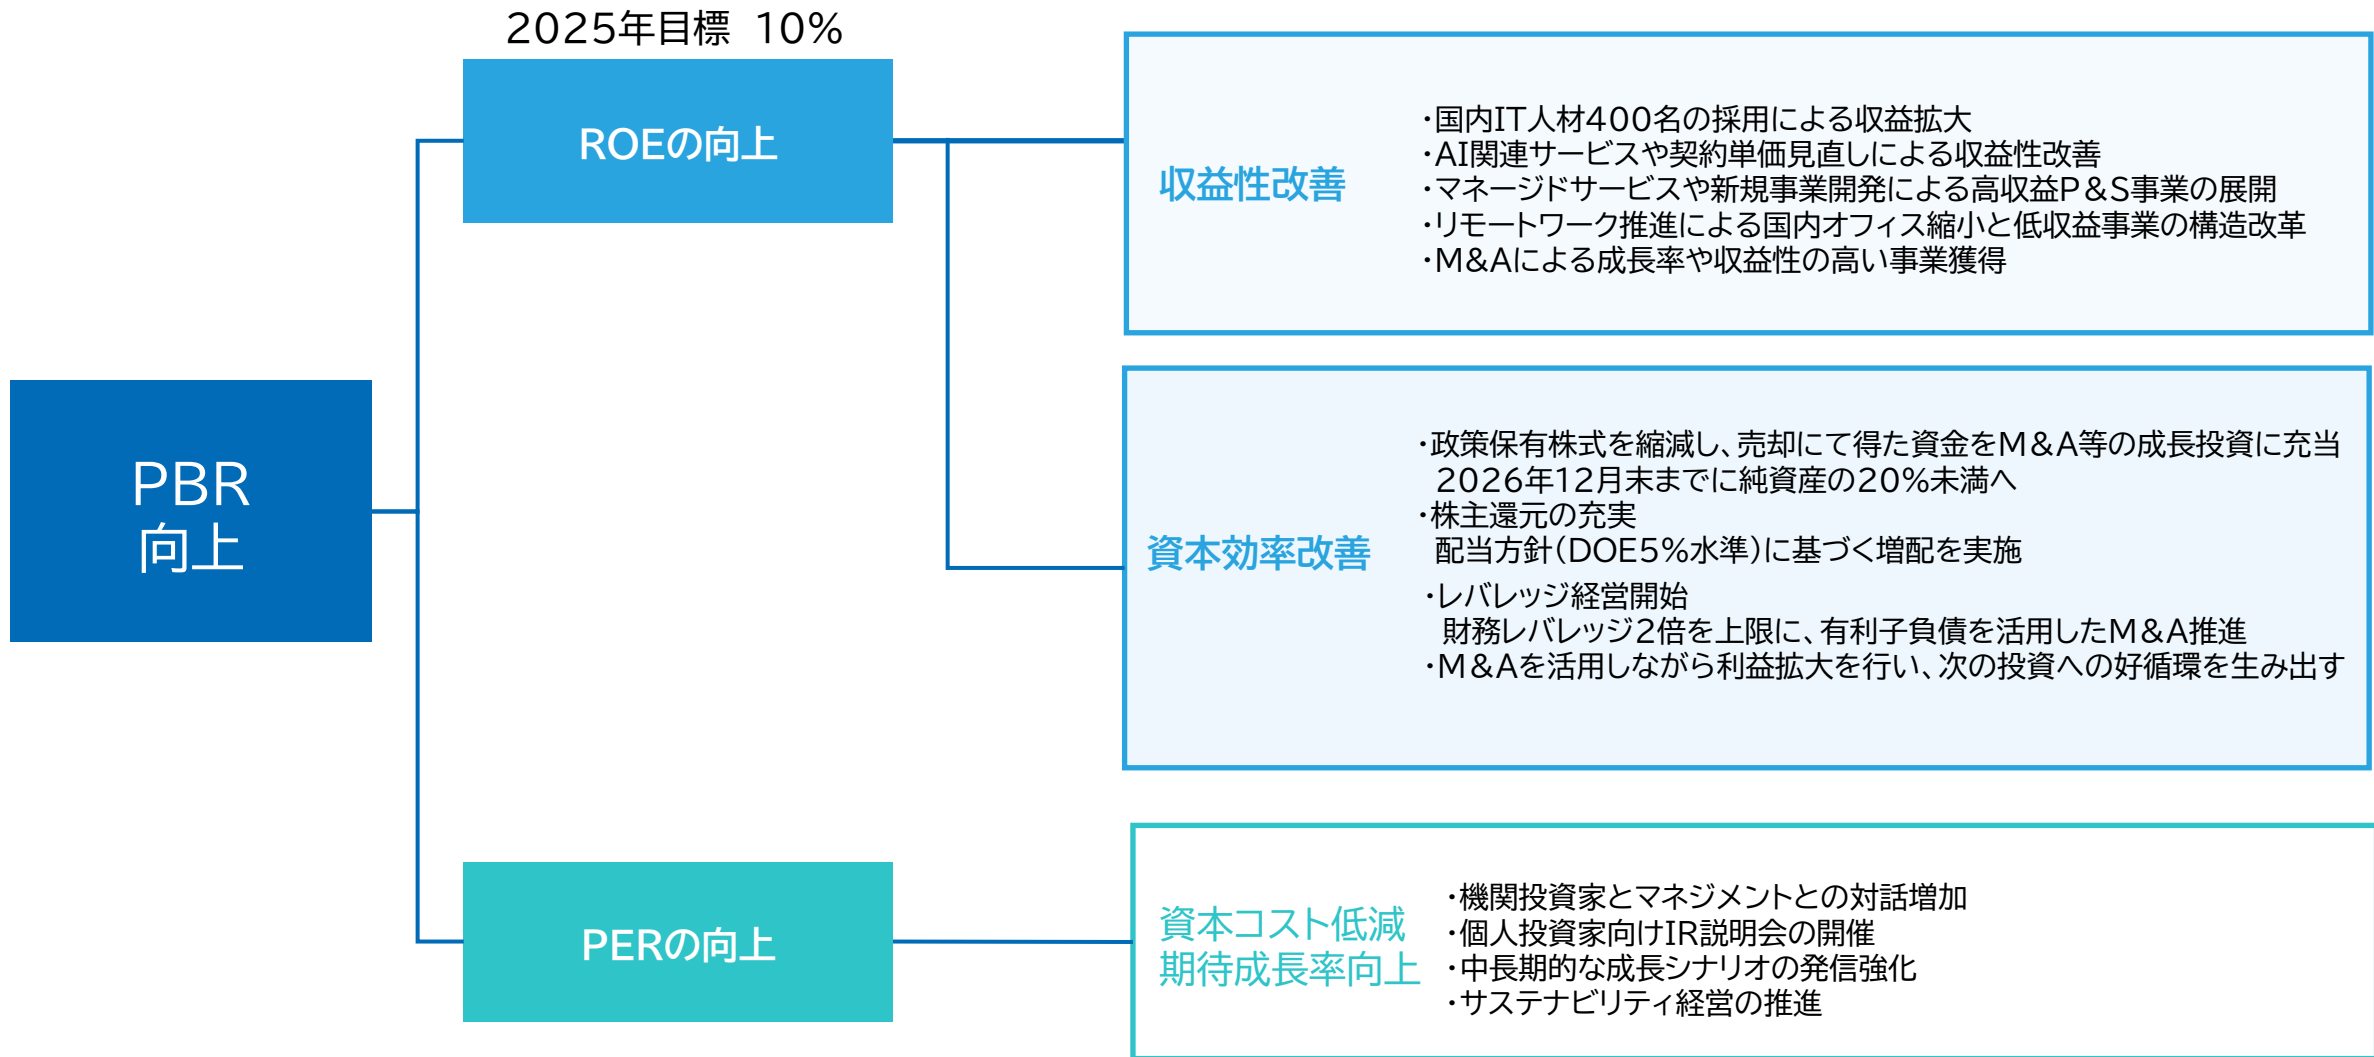 2025年目標 10%
ROEの向上
収益性改善
・国内IT人材400名の採用による収益拡大
・AI関連サービスや契約単価見直しによる収益性改善
・マネージドサービスや新規事業開発による高収益P&S事業の展開
・リモートワーク推進による国内オフィス縮小と低収益事業の構造改革
・M&Aによる成長率や収益性の高い事業獲得
PBR
向上
資本効率改善
・政策保有株式を縮減し、売却にて得た資金をM&A等の成長投資に充当
2026年12月末までに純資産の20%未満へ
・株主還元の充実
配当方針(DOE5%水準)に基づく増配を実施
・レバレッジ経営開始
財務レバレッジ2倍を上限に、有利子負債を活用したM&A推進
・M&Aを活用しながら利益拡大を行い、次の投資への好循環を生み出す
PERの向上
資本コスト低減
期待成長率向上
・機関投資家とマネジメントとの対話増加
・個人投資家向けIR説明会の開催
・中長期的な成長シナリオの発信強化
・サステナビリティ経営の推進